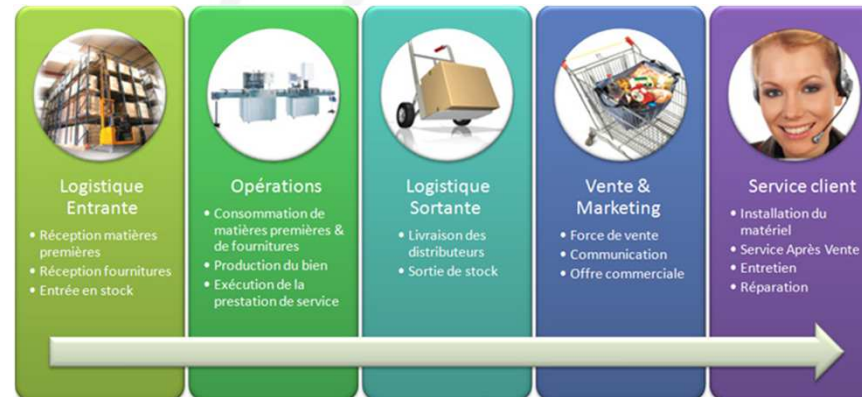 Logistique
Entrante
• Réception matières
premières
• Réception fournitures
• Entrée en stock
Opérations
• Consommation de
matières premières &
de fournitures
• Production du bien
• Exécution de la
prestation de service
Logistique
Sortante
• Livraison des
distributeurs
• Sortie de stock
Vente &
Marketing
• Force de vente
• Communication
• Offre commerciale
Service client
• Installation du
matériel
• Service Après Vente
• Entretien
• Réparation